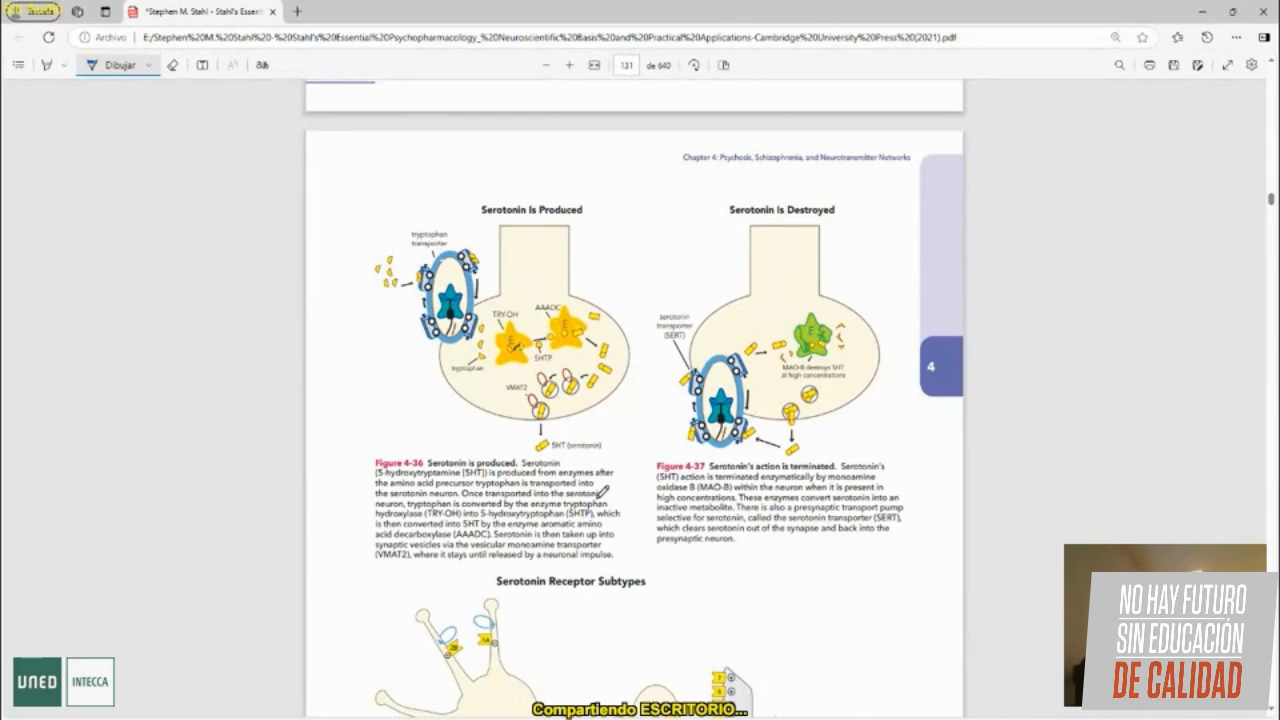 Escucha
*Stephen M. Stahl - Stahl's Essen
Archivo
E:/Stephen%20M.%20Stahl%20-%20Stahl's%20Essential%20Psychopharmacology_%20Neuroscientific%20Basis%20and%20Practical%20Applications-Cambridge%20University%20Press%20(2021).pdf
Dibujar
131 de 640
Chapter 4: Psychosis, Schizophrenia, and Neurotransmitter Networks
4
Serotonin Is Produced
tryptophan
transporter
TRY-OH
AAADC
E
E
5HTP
tryptophan
VMAT2
5HT (serotonin)
Serotonin Is Destroyed
serotonin
transporter
(SERT)
E
MAO-B destroys 5HT
at high concentrations
Figure 4-36 Serotonin is produced. Serotonin
(5-hydroxytryptamine [5HT]) is produced from enzymes after
the amino acid precursor tryptophan is transported into
the serotonin neuron. Once transported into the serotonin
neuron, tryptophan is converted by the enzyme tryptophan
hydroxylase (TRY-OH) into 5-hydroxytryptophan (5HTP), which
is then converted into 5HT by the enzyme aromatic amino
acid decarboxylase (AAADC). Serotonin is then taken up into
synaptic vesicles via the vesicular monoamine transporter
(VMAT2), where it stays until released by a neuronal impulse.
Figure 4-37 Serotonin's action is terminated. Serotonin's
(5HT) action is terminated enzymatically by monoamine
oxidase B (MAO-B) within the neuron when it is present in
high concentrations. These enzymes convert serotonin into an
inactive metabolite. There is also a presynaptic transport pump
selective for serotonin, called the serotonin transporter (SERT),
which clears serotonin out of the synapse and back into the
presynaptic neuron.
Serotonin Receptor Subtypes
2B
1A
7
6
NO HAY FUTURO
SIN EDUCACIÓN
DE CALIDAD
UNED
INTECCA
Compartiendo ESCRITORIO...